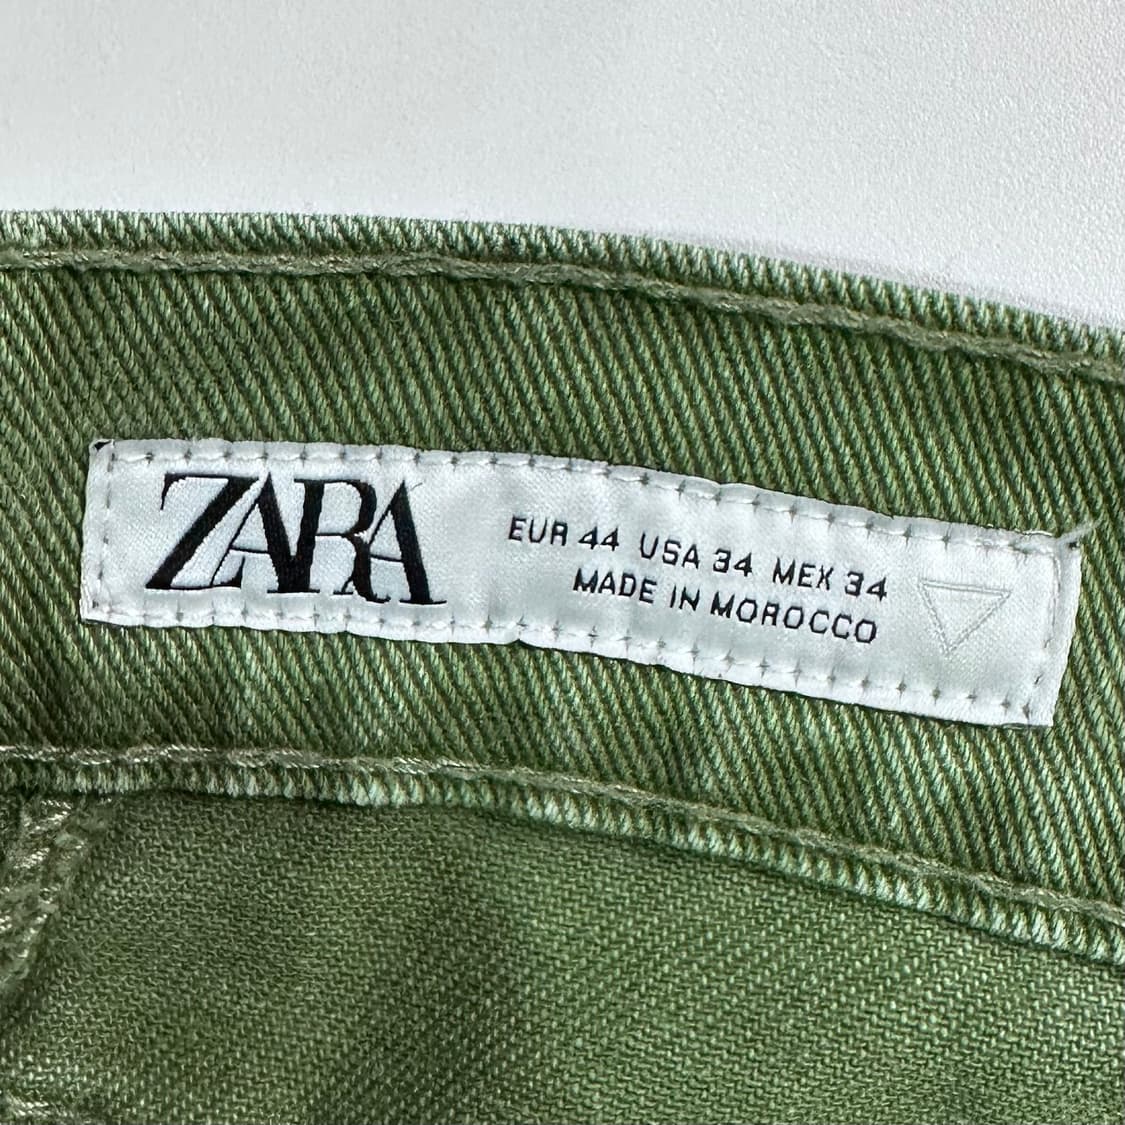 ZARA
EUR 44 USA 34 MEX 34
MADE IN MOROCCO